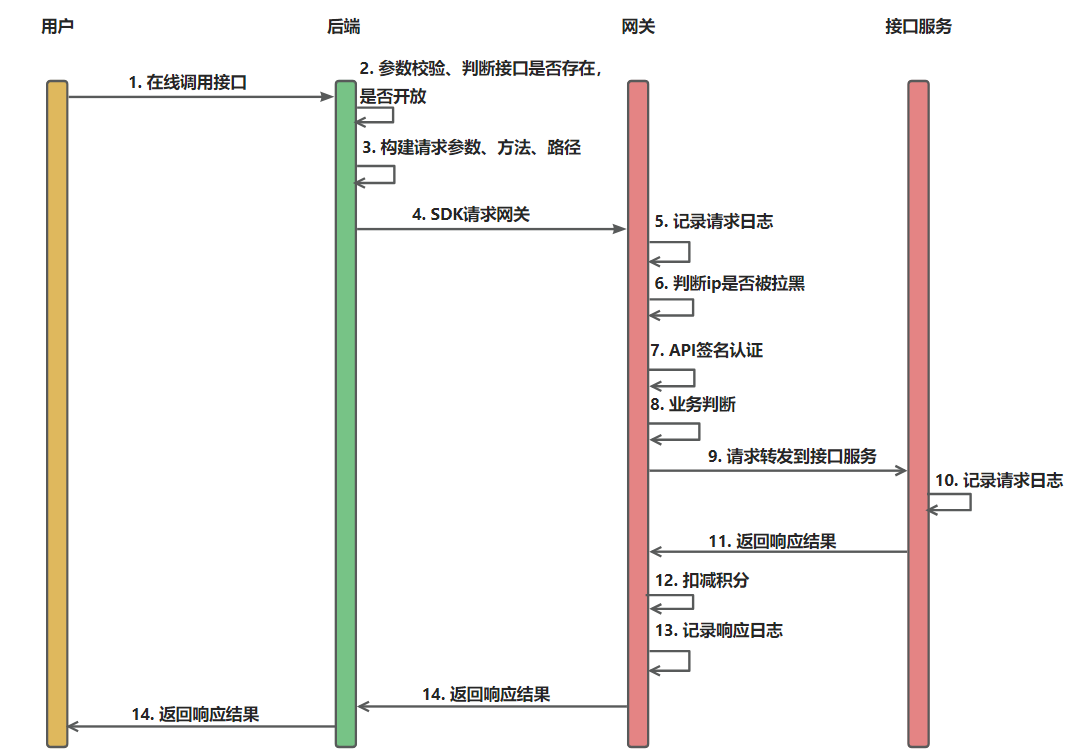 用户
后端
网关
接口服务
1. 在线调用接口
2. 参数校验、判断接口是否存在，
是否开放
3. 构建请求参数、方法、路径
4. SDK请求网关
5. 记录请求日志
6. 判断ip是否被拉黑
7. API签名认证
8. 业务判断
9. 请求转发到接口服务
10. 记录请求日志
11. 返回响应结果
12. 扣减积分
13. 记录响应日志
14. 返回响应结果
14. 返回响应结果